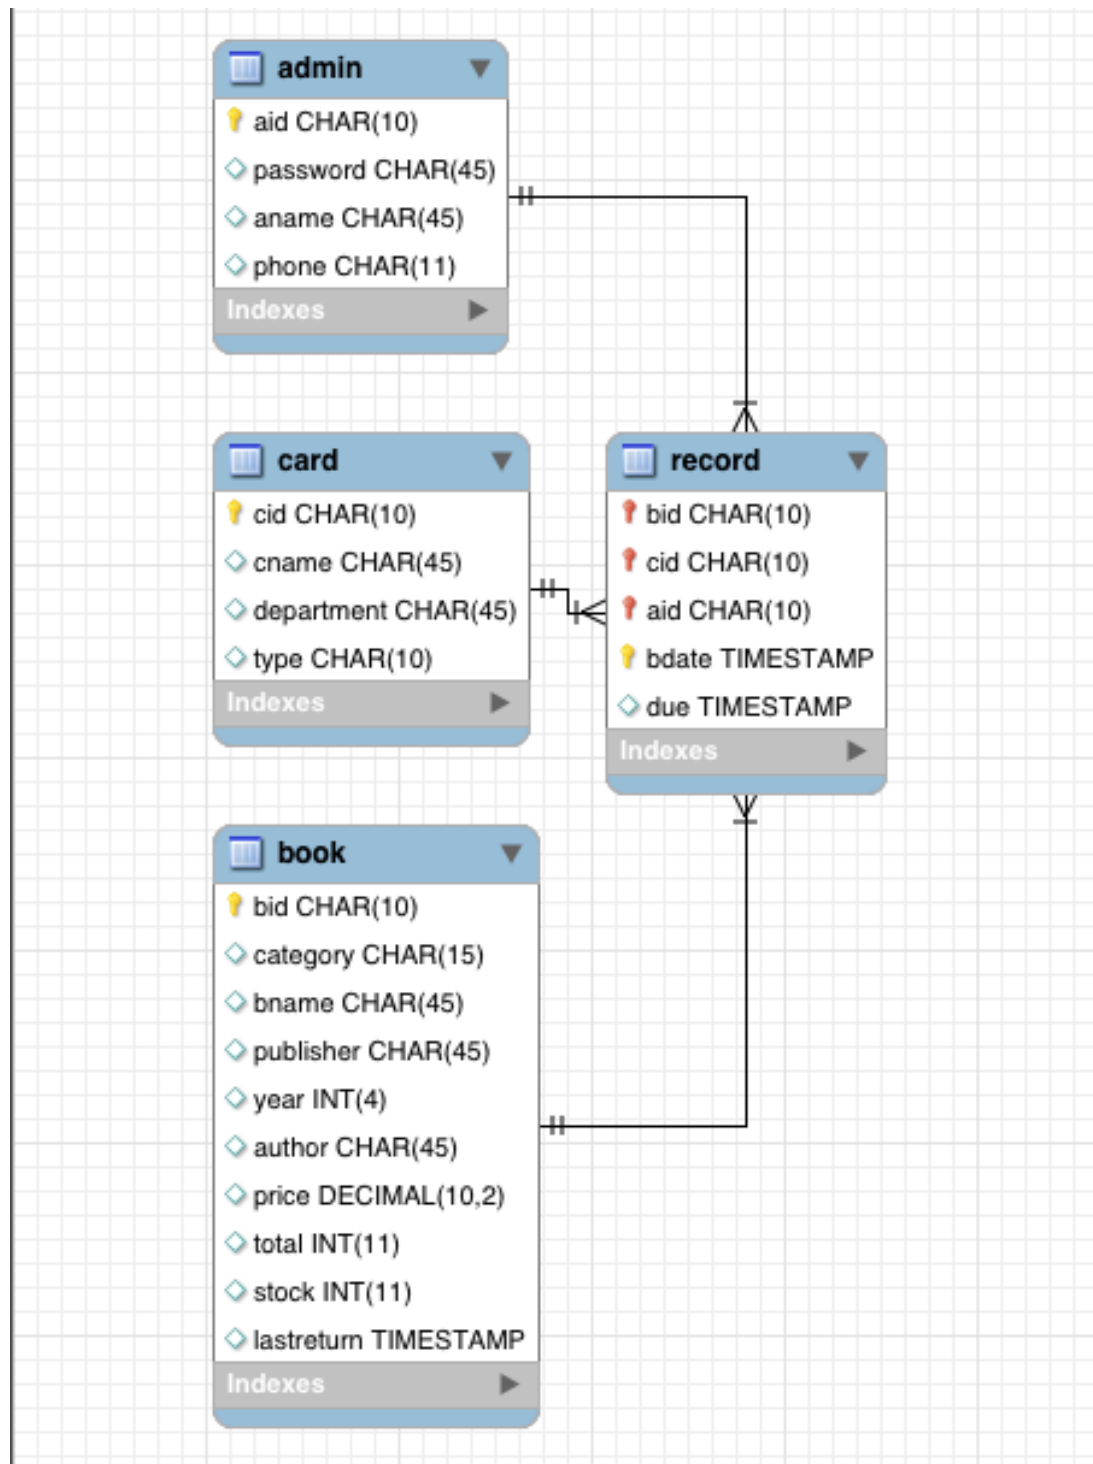 admin
aid CHAR(10)
password CHAR(45)
aname CHAR(45)
phone CHAR(11)
Indexes
card
cid CHAR(10)
cname CHAR(45)
department CHAR(45)
type CHAR(10)
Indexes
record
bid CHAR(10)
cid CHAR(10)
aid CHAR(10)
bdate TIMESTAMP
due TIMESTAMP
Indexes
book
bid CHAR(10)
category CHAR(15)
bname CHAR(45)
publisher CHAR(45)
year INT(4)
author CHAR(45)
price DECIMAL(10,2)
total INT(11)
stock INT(11)
lastreturn TIMESTAMP
Indexes